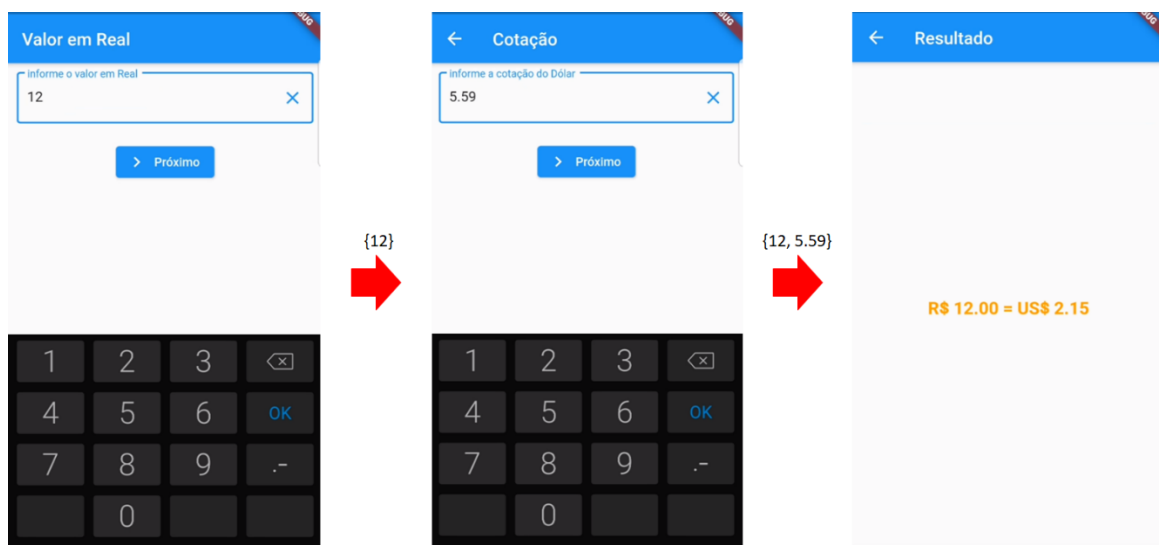 Valor em Real
informe o valor em Real
12
Próximo
1 2 3
4 5 6 OK
7 8 9 .-
0
{12}
Cotação
informe a cotação do Dólar
5.59
Próximo
1 2 3
4 5 6 OK
7 8 9 .-
0
{12, 5.59}
Resultado
R$ 12.00 = US$ 2.15